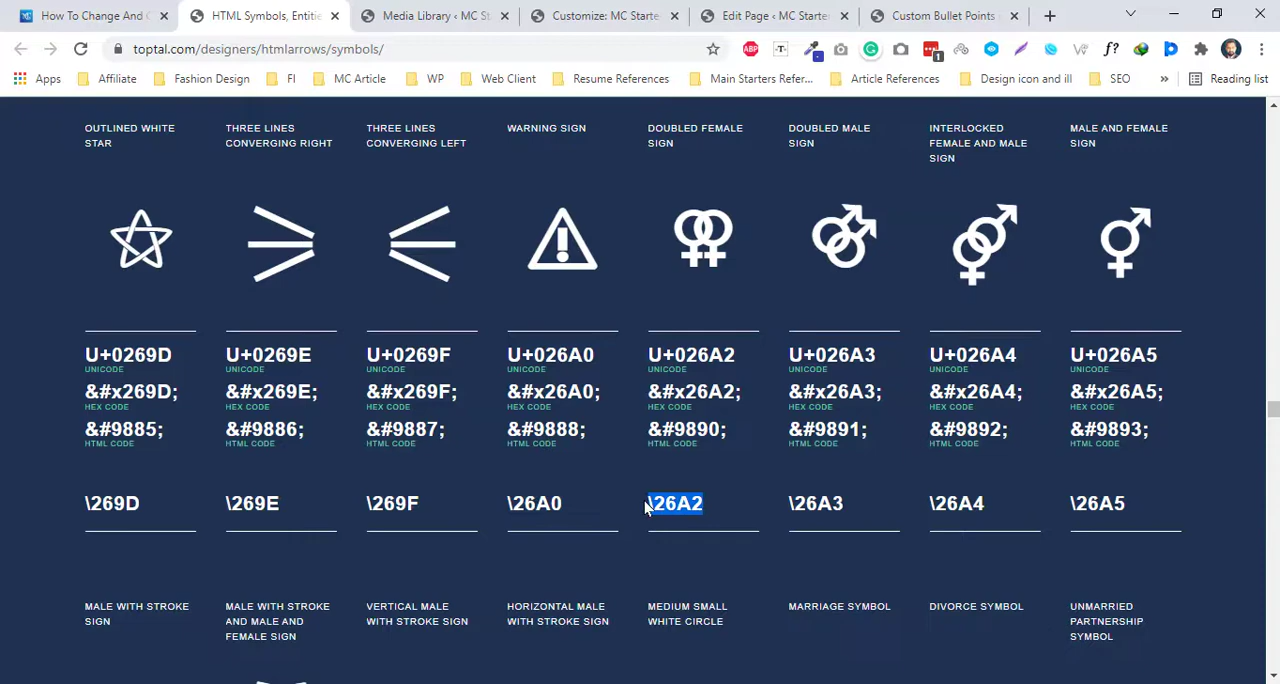 How To Change And C
HTML Symbols, Entitie
Media Library ‹ MC St
Customize: MC Starte
Edit Page ‹ MC Starte
Custom Bullet Points
toptal.com/designers/htmlarrows/symbols/
Apps
Affiliate
Fashion Design
FI
MC Article
WP
Web Client
Resume References
Main Starters Refer...
Article References
Design icon and ill
SEO
»
Reading list
OUTLINED WHITE
STAR
THREE LINES
CONVERGING RIGHT
THREE LINES
CONVERGING LEFT
WARNING SIGN
DOUBLED FEMALE
SIGN
DOUBLED MALE
SIGN
INTERLOCKED
FEMALE AND MALE
SIGN
MALE AND FEMALE
SIGN
U+0269D U+0269E U+0269F U+026A0 U+026A2 U+026A3 U+026A4 U+026A5
UNICODE UNICODE UNICODE UNICODE UNICODE UNICODE UNICODE UNICODE
&#x269D; &#x269E; &#x269F; &#x26A0; &#x26A2; &#x26A3; &#x26A4; &#x26A5;
HEX CODE HEX CODE HEX CODE HEX CODE HEX CODE HEX CODE HEX CODE HEX CODE
&#9885; &#9886; &#9887; &#9888; &#9890; &#9891; &#9892; &#9893;
HTML CODE HTML CODE HTML CODE HTML CODE HTML CODE HTML CODE HTML CODE HTML CODE
\269D \269E \269F \26A0 \26A2 \26A3 \26A4 \26A5
MALE WITH STROKE
SIGN
MALE WITH STROKE
AND MALE AND
FEMALE SIGN
VERTICAL MALE
WITH STROKE SIGN
HORIZONTAL MALE
WITH STROKE SIGN
MEDIUM SMALL
WHITE CIRCLE
MARRIAGE SYMBOL
DIVORCE SYMBOL
UNMARRIED
PARTNERSHIP
SYMBOL